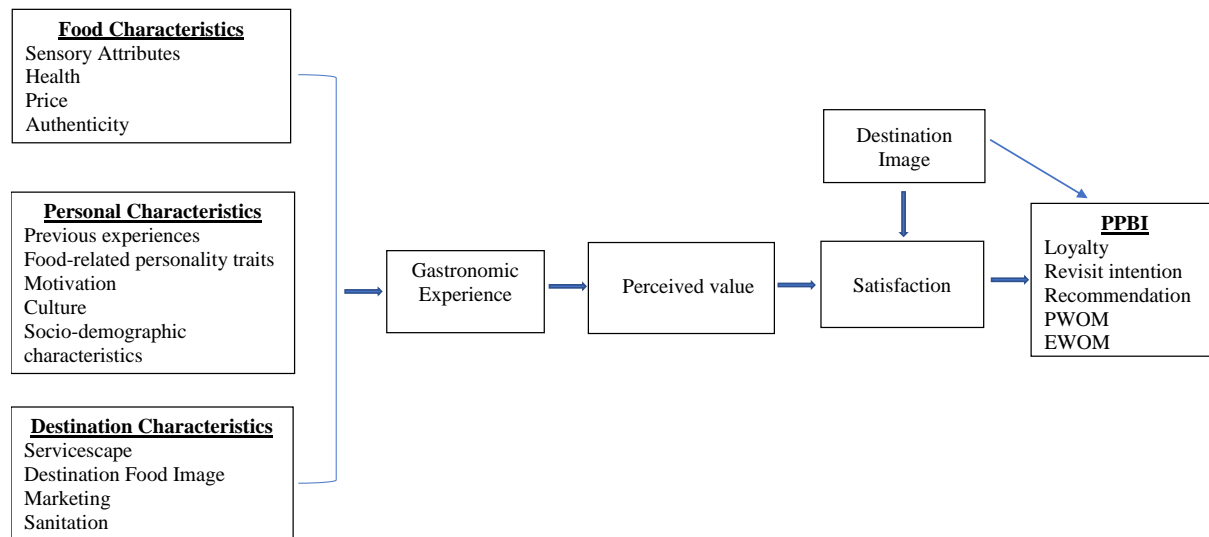 Food Characteristics
Sensory Attributes
Health
Price
Authenticity
Personal Characteristics
Previous experiences
Food-related personality traits
Motivation
Culture
Socio-demographic
characteristics
Destination Characteristics
Servicescape
Destination Food Image
Marketing
Sanitation
Gastronomic
Experience
Perceived value
Destination
Image
Satisfaction
PPBI
Loyalty
Revisit intention
Recommendation
PWOM
EWOM